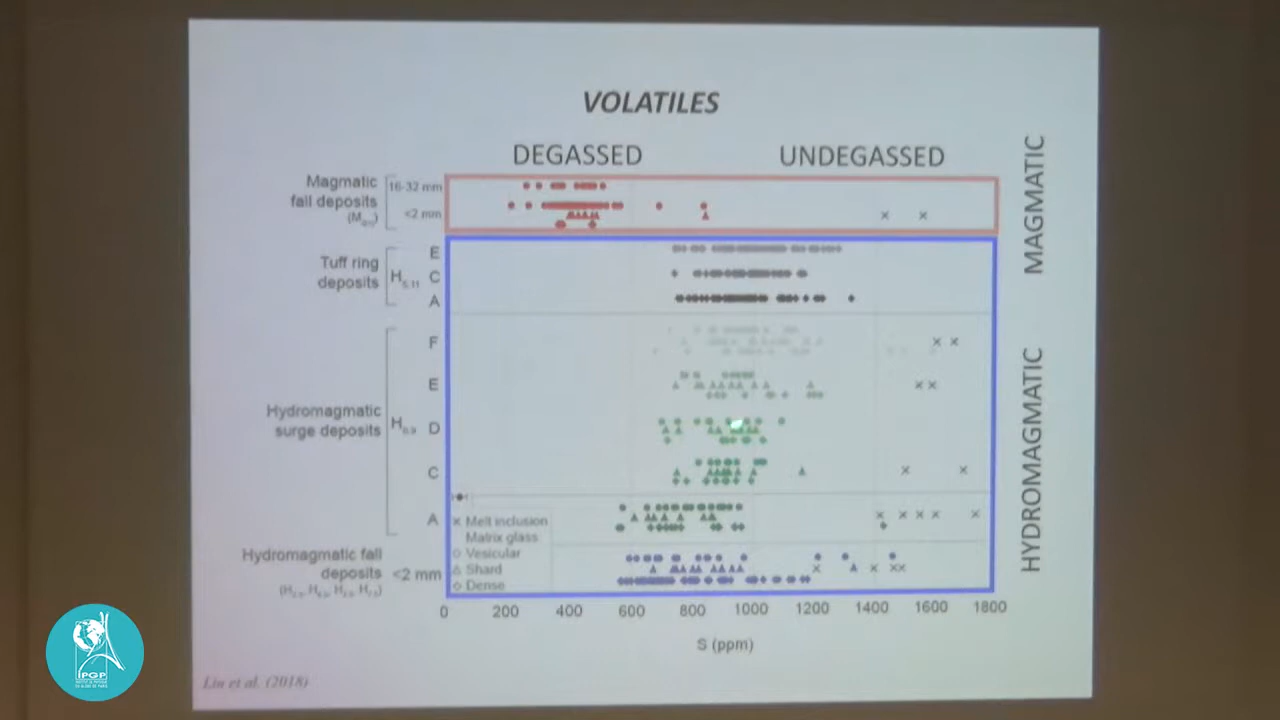 VOLATILES
DEGASSED
UNDEGASSED
MAGMATIC
Magmatic
fall deposits
16-32 mm
<2 mm
Tuff ring
deposits
E
C
A
Hydromagmatic
surge deposits
F
E
D
C
A
Hydromagmatic fall
deposits
<2 mm
HYDROMAGMATIC
× Melt inclusion
Matrix glass
Vesicular
Shard
Dense
0 200 400 600 800 1000 1200 1400 1600 1800
S (ppm)
Liu et al. (2018)
IPGP